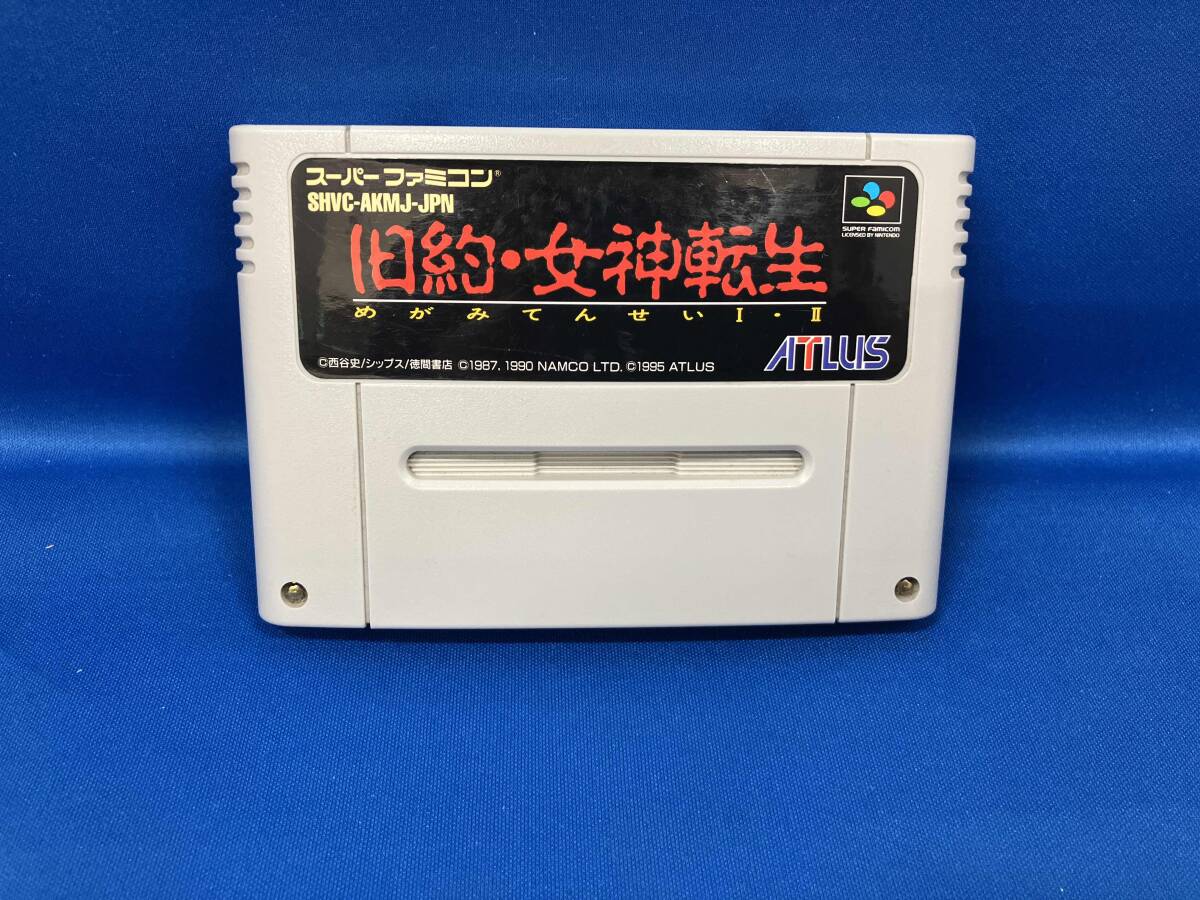 スーパーファミコン®
SHVC-AKMJ-JPN
SUPER FAMICOM
LICENSED BY NINTENDO
旧約・女神転生
めがみてんせいⅠ・Ⅱ
ATLUS
©西谷史/シップス/徳間書店 ©1987, 1990 NAMCO LTD. ©1995 ATLUS